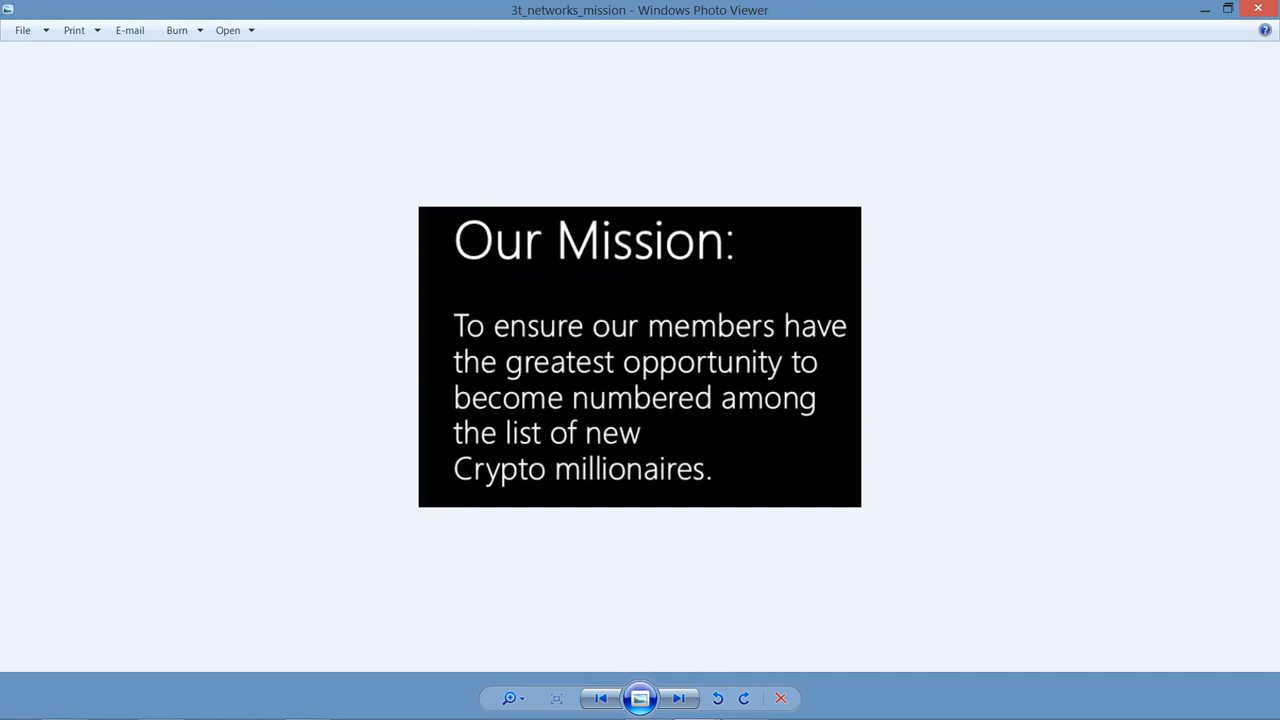 3t_networks_mission - Windows Photo Viewer
File Print E-mail Burn Open
Our Mission:
To ensure our members have
the greatest opportunity to
become numbered among
the list of new
Crypto millionaires.